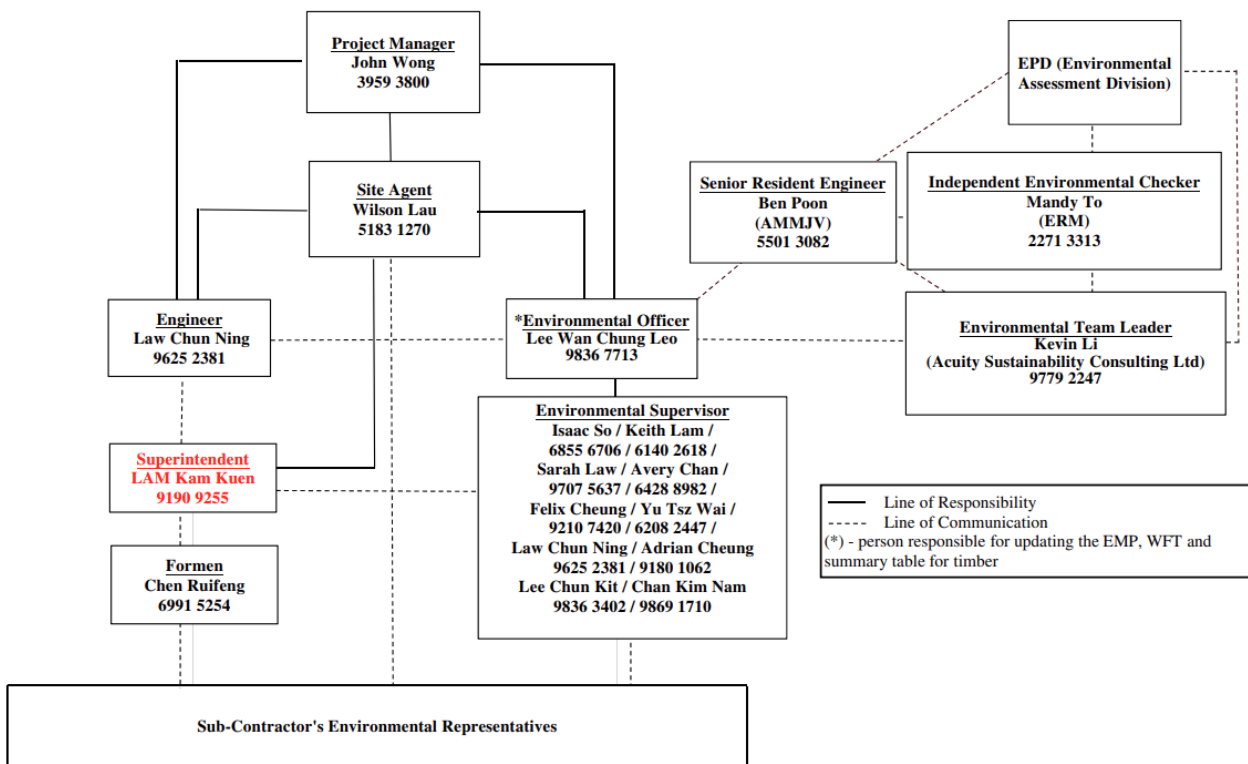 Project Manager
John Wong
3959 3800
EPD (Environmental
Assessment Division)
Site Agent
Wilson Lau
5183 1270
Senior Resident Engineer
Ben Poon
(AMMJV)
5501 3082
Independent Environmental Checker
Mandy To
(ERM)
2271 3313
Engineer
Law Chun Ning
9625 2381
*Environmental Officer
Lee Wan Chung Leo
9836 7713
Environmental Team Leader
Kevin Li
(Acuity Sustainability Consulting Ltd)
9779 2247
Superintendent
LAM Kam Kuen
9190 9255
Environmental Supervisor
Isaac So / Keith Lam /
6855 6706 / 6140 2618 /
Sarah Law / Avery Chan /
9707 5637 / 6428 8982 /
Felix Cheung / Yu Tsz Wai /
9210 7420 / 6208 2447 /
Law Chun Ning / Adrian Cheung
9625 2381 / 9180 1062
Lee Chun Kit / Chan Kim Nam
9836 3402 / 9869 1710
Line of Responsibility
Line of Communication
(*) - person responsible for updating the EMP, WFT and
summary table for timber
Formen
Chen Ruifeng
6991 5254
Sub-Contractor's Environmental Representatives